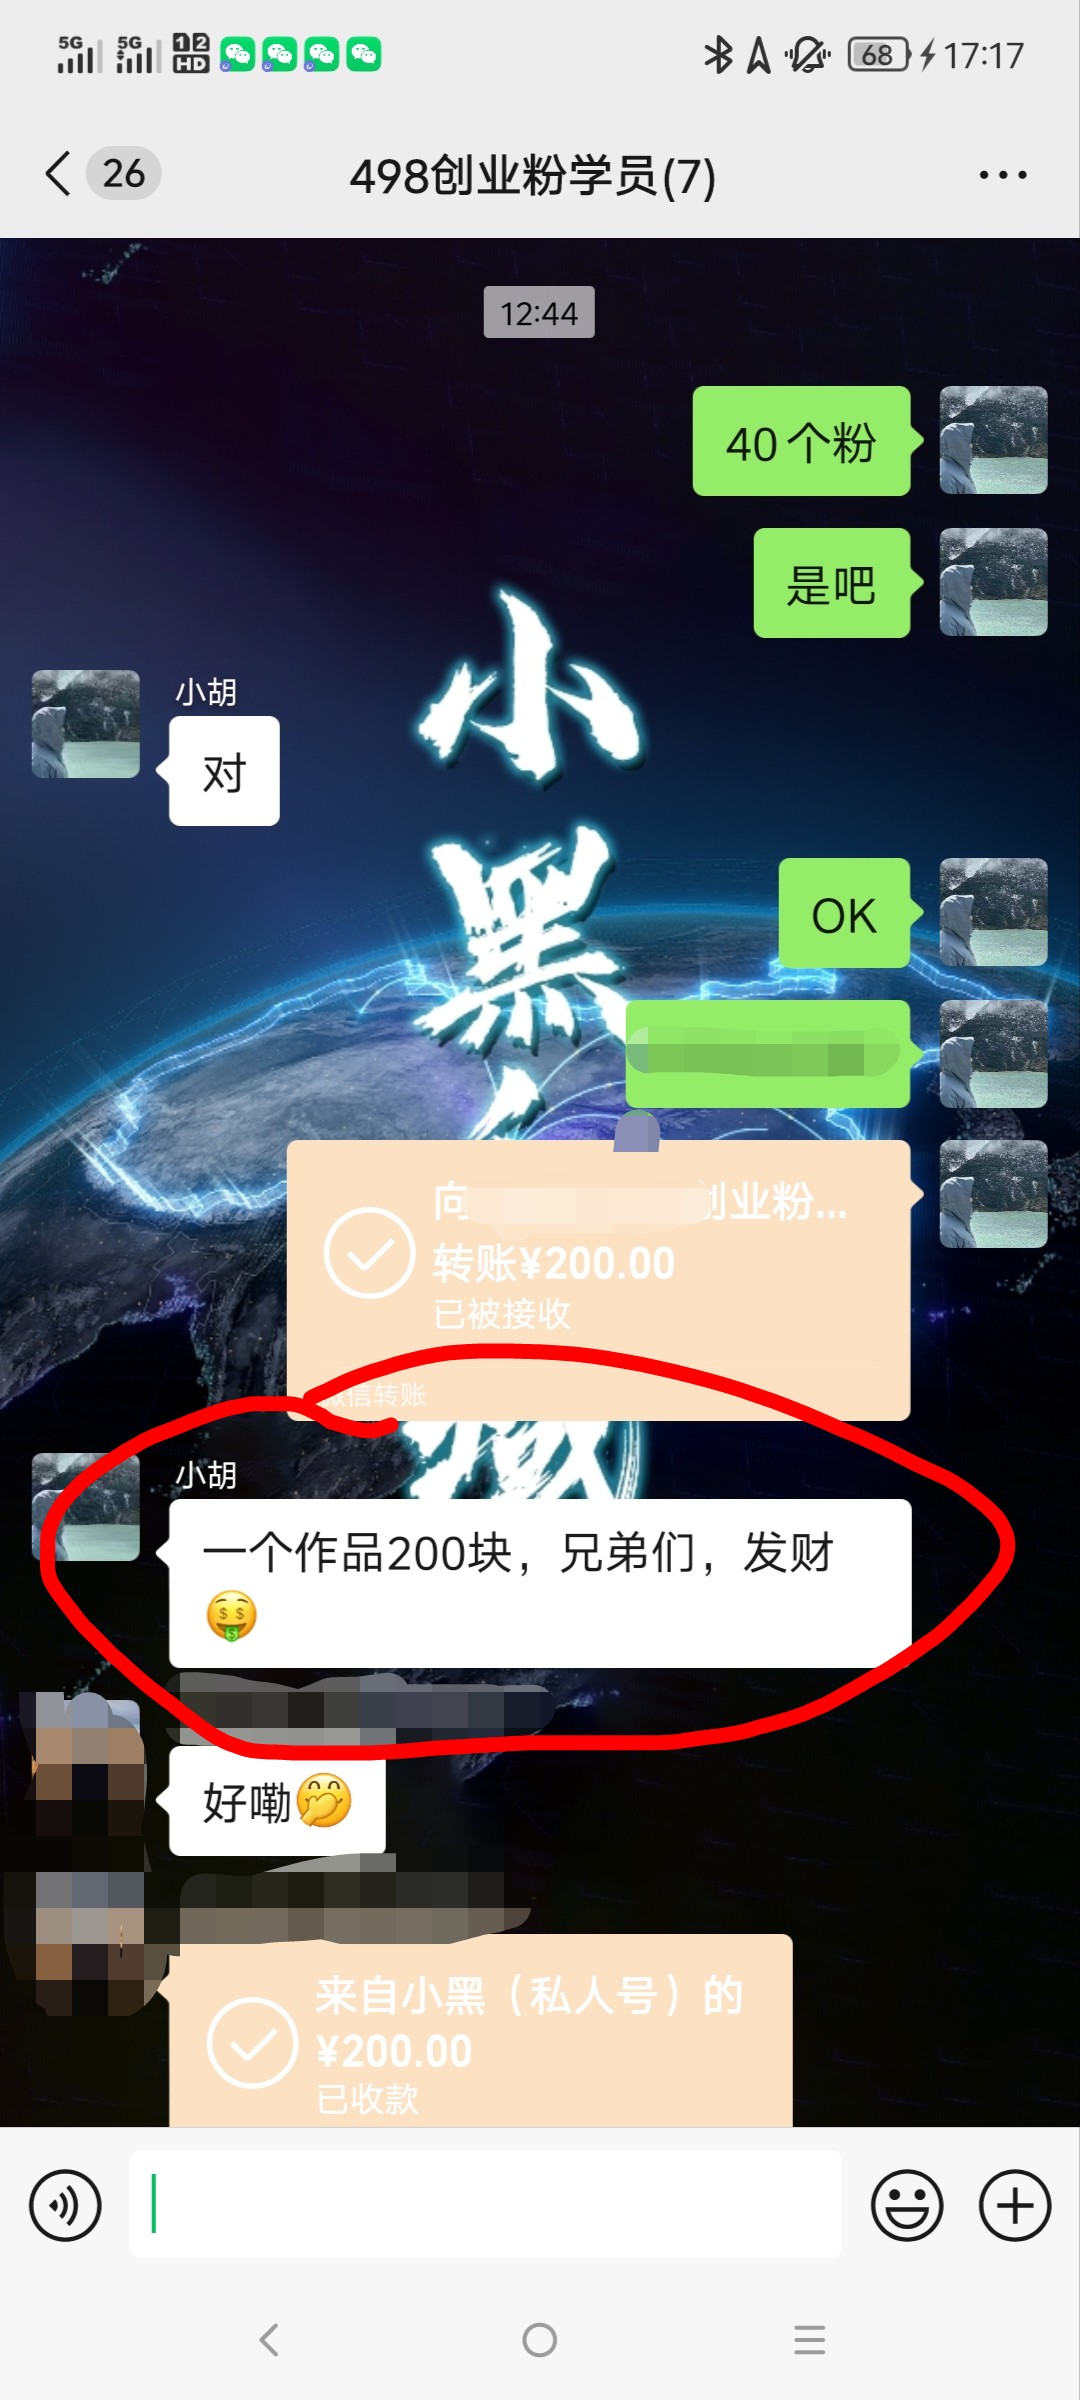 5G 5G 12 HD 68 17:17
26 498创业粉学员(7)
12:44
40个粉
是吧
小胡
对
小
黑
OK
向
创业粉...
转账¥200.00
已被接收
微信转账
小胡
一个作品200块，兄弟们，发财
好嘞
来自小黑（私人号）的
¥200.00
已收款